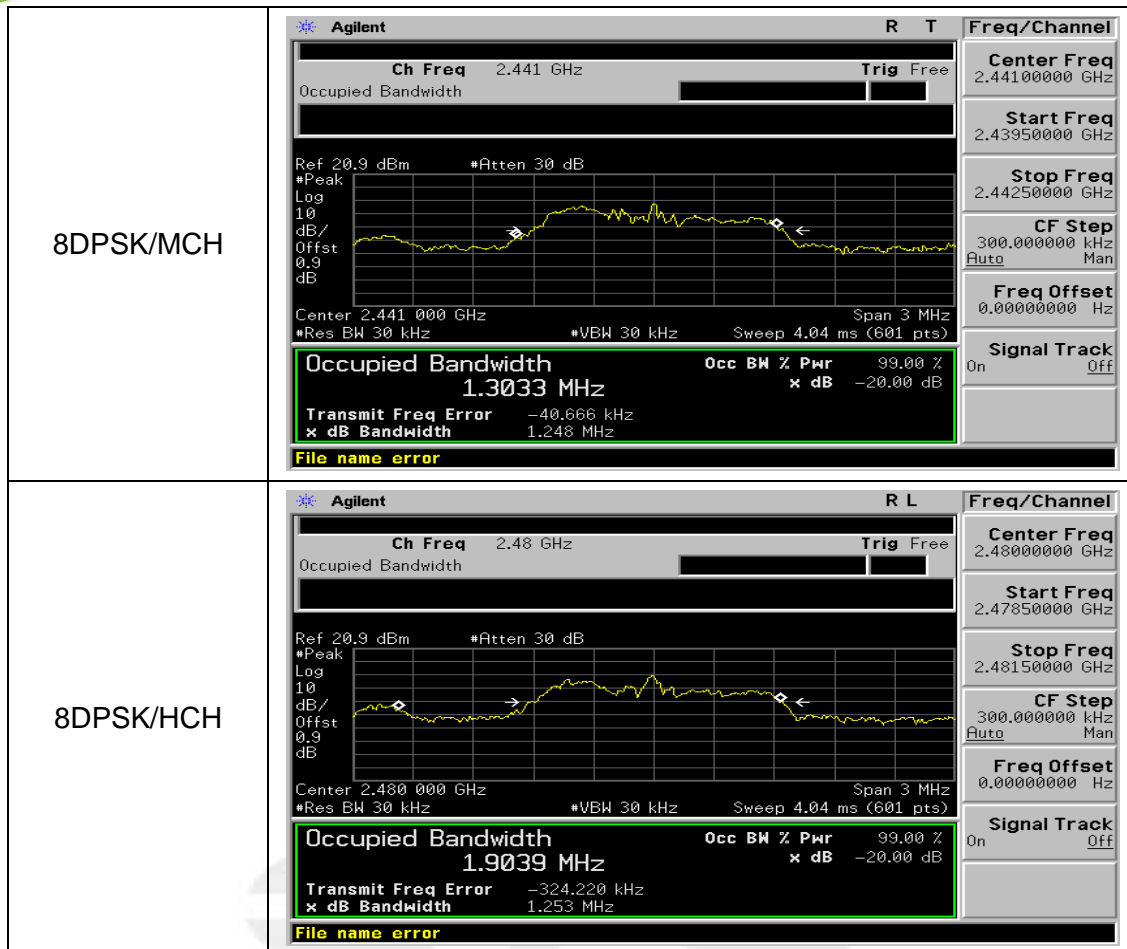 8DPSK/MCH
Agilent R T
Ch Freq 2.441 GHz Trig Free
Occupied Bandwidth
Ref 20.9 dBm #Atten 30 dB
#Peak
Log
10
dB/
Offst
0.9
dB
Center 2.441 000 GHz Span 3 MHz
#Res BW 30 kHz #VBW 30 kHz Sweep 4.04 ms (601 pts)
Occupied Bandwidth Occ BW % Pwr 99.00 %
1.3033 MHz x dB -20.00 dB
Transmit Freq Error -40.666 kHz
x dB Bandwidth 1.248 MHz
File name error
Freq/Channel
Center Freq
2.44100000 GHz
Start Freq
2.43950000 GHz
Stop Freq
2.44250000 GHz
CF Step
300.000000 kHz
Auto Man
Freq Offset
0.00000000 Hz
Signal Track
On Off
8DPSK/HCH
Agilent R L
Ch Freq 2.48 GHz Trig Free
Occupied Bandwidth
Ref 20.9 dBm #Atten 30 dB
#Peak
Log
10
dB/
Offst
0.9
dB
Center 2.480 000 GHz Span 3 MHz
#Res BW 30 kHz #VBW 30 kHz Sweep 4.04 ms (601 pts)
Occupied Bandwidth Occ BW % Pwr 99.00 %
1.9039 MHz x dB -20.00 dB
Transmit Freq Error -324.220 kHz
x dB Bandwidth 1.253 MHz
File name error
Freq/Channel
Center Freq
2.48000000 GHz
Start Freq
2.47850000 GHz
Stop Freq
2.48150000 GHz
CF Step
300.000000 kHz
Auto Man
Freq Offset
0.00000000 Hz
Signal Track
On Off